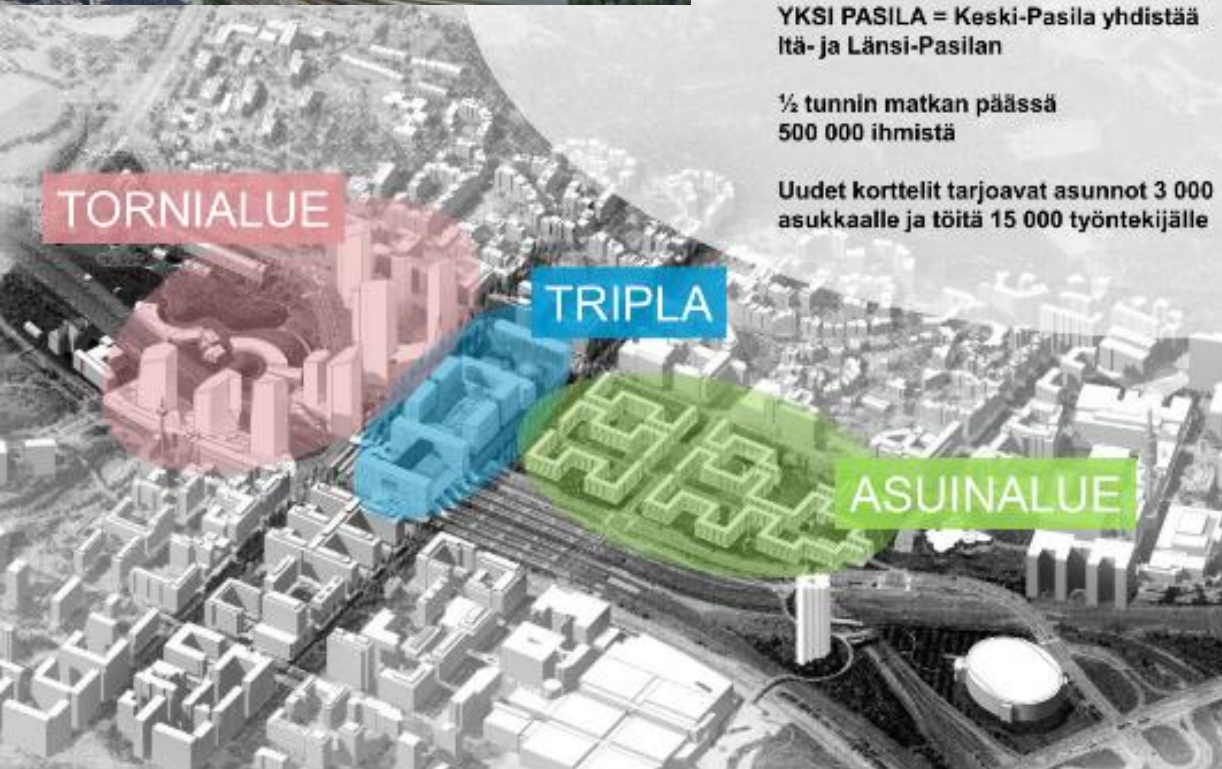 YKSI PASILA = Keski-Pasila yhdistää
Itä- ja Länsi-Pasilan
½ tunnin matkan päässä
500 000 ihmistä
Uudet korttelit tarjoavat asunnot 3 000
asukkaalle ja töitä 15 000 työntekijälle
TORNIALUE
TRIPLA
ASUINALUE